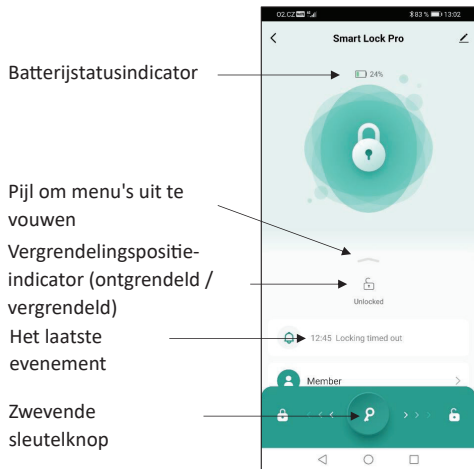 O2.CZ 83 % 13:02
Smart Lock Pro
Batterijstatusindicator
24%
Pijl om menu's uit te
vouwen
Vergrendelingspositie-
indicator (ontgrendeld /
vergrendeld)
Unlocked
Het laatste
evenement
12:45 Locking timed out
Member
Zwevende
sleutelknop